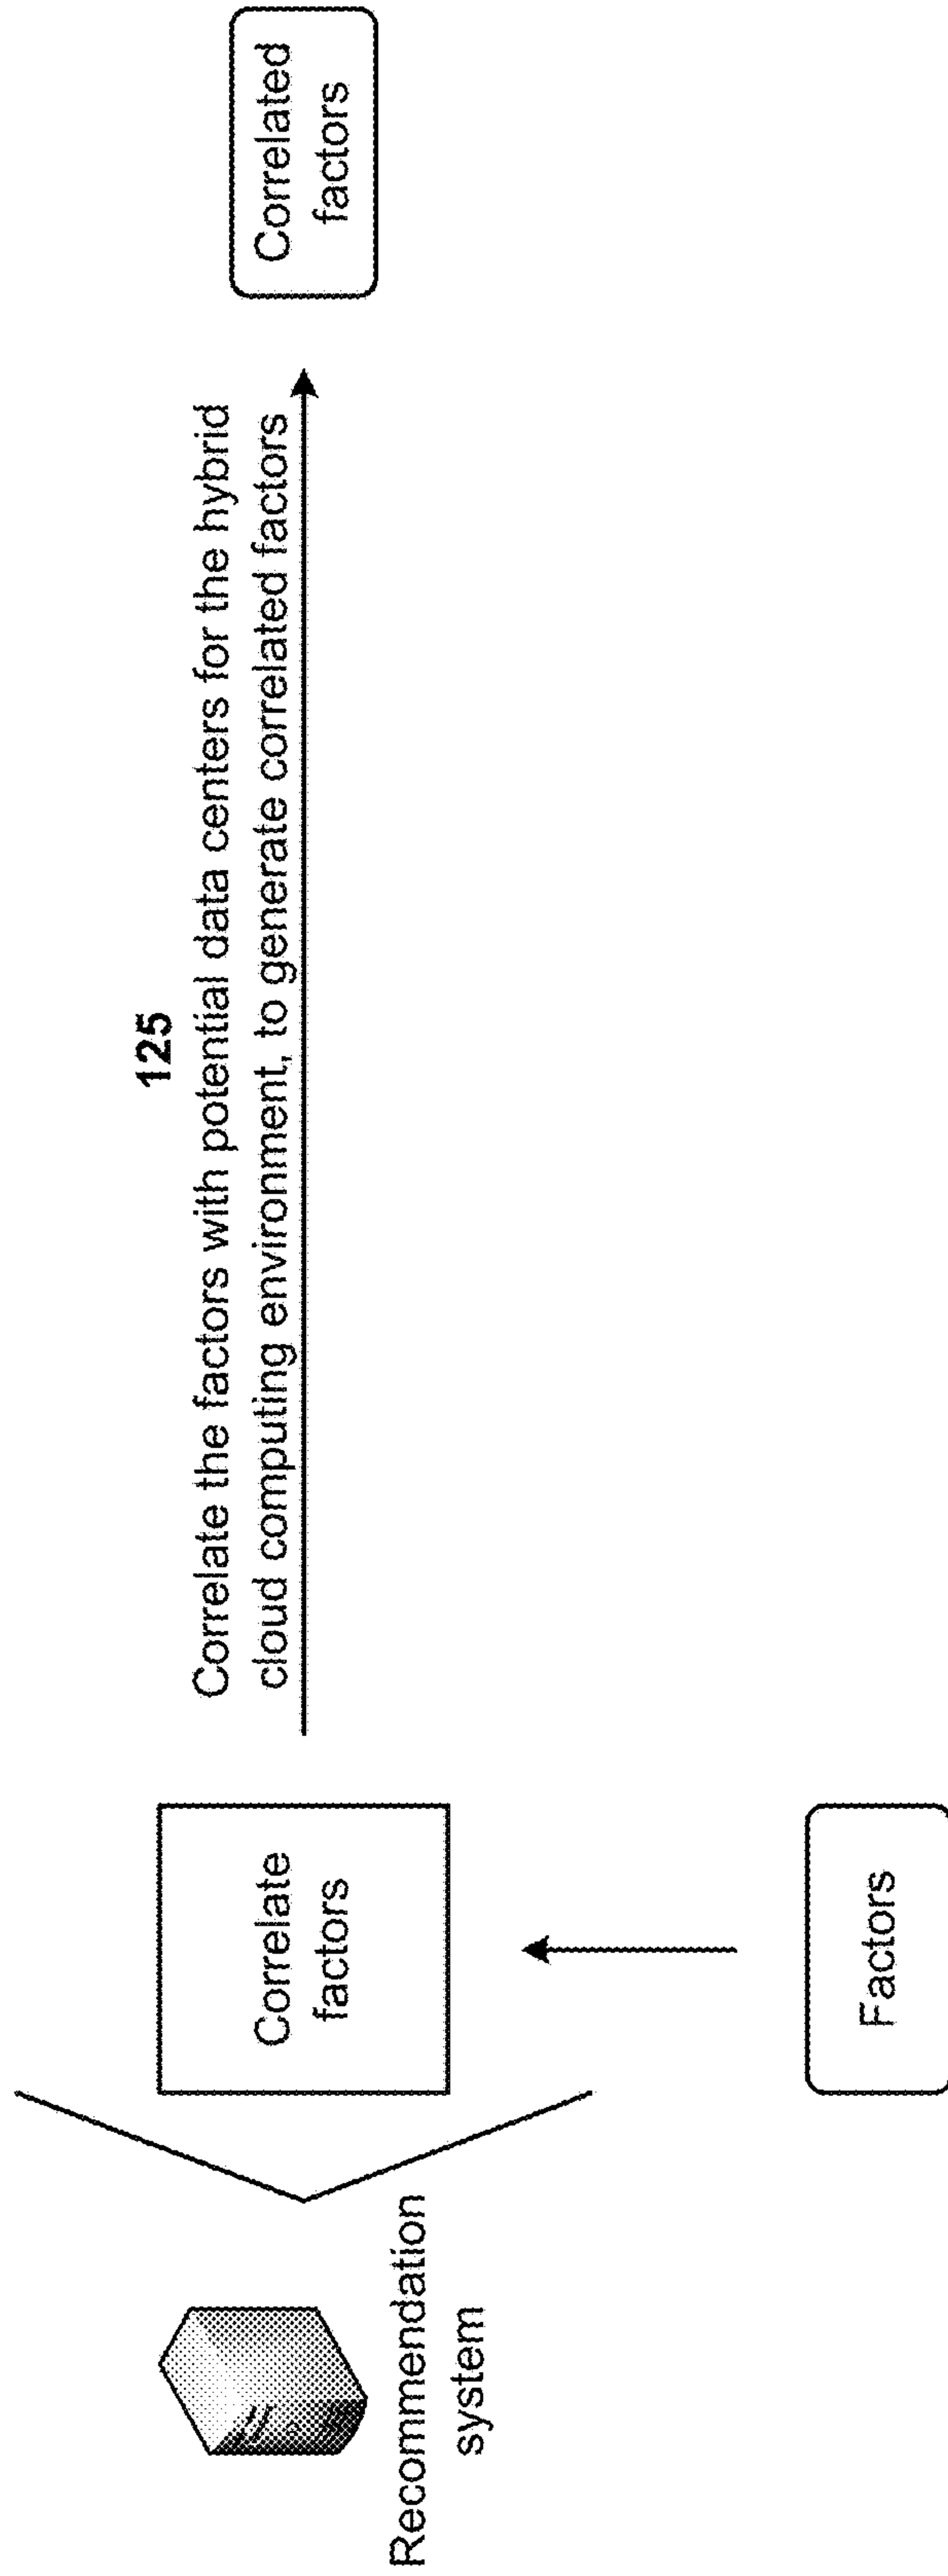 125
Correlate the factors with potential data centers for the hybrid
cloud computing environment, to generate correlated factors
Recommendation
system
Correlate
factors
Correlated
factors
Factors